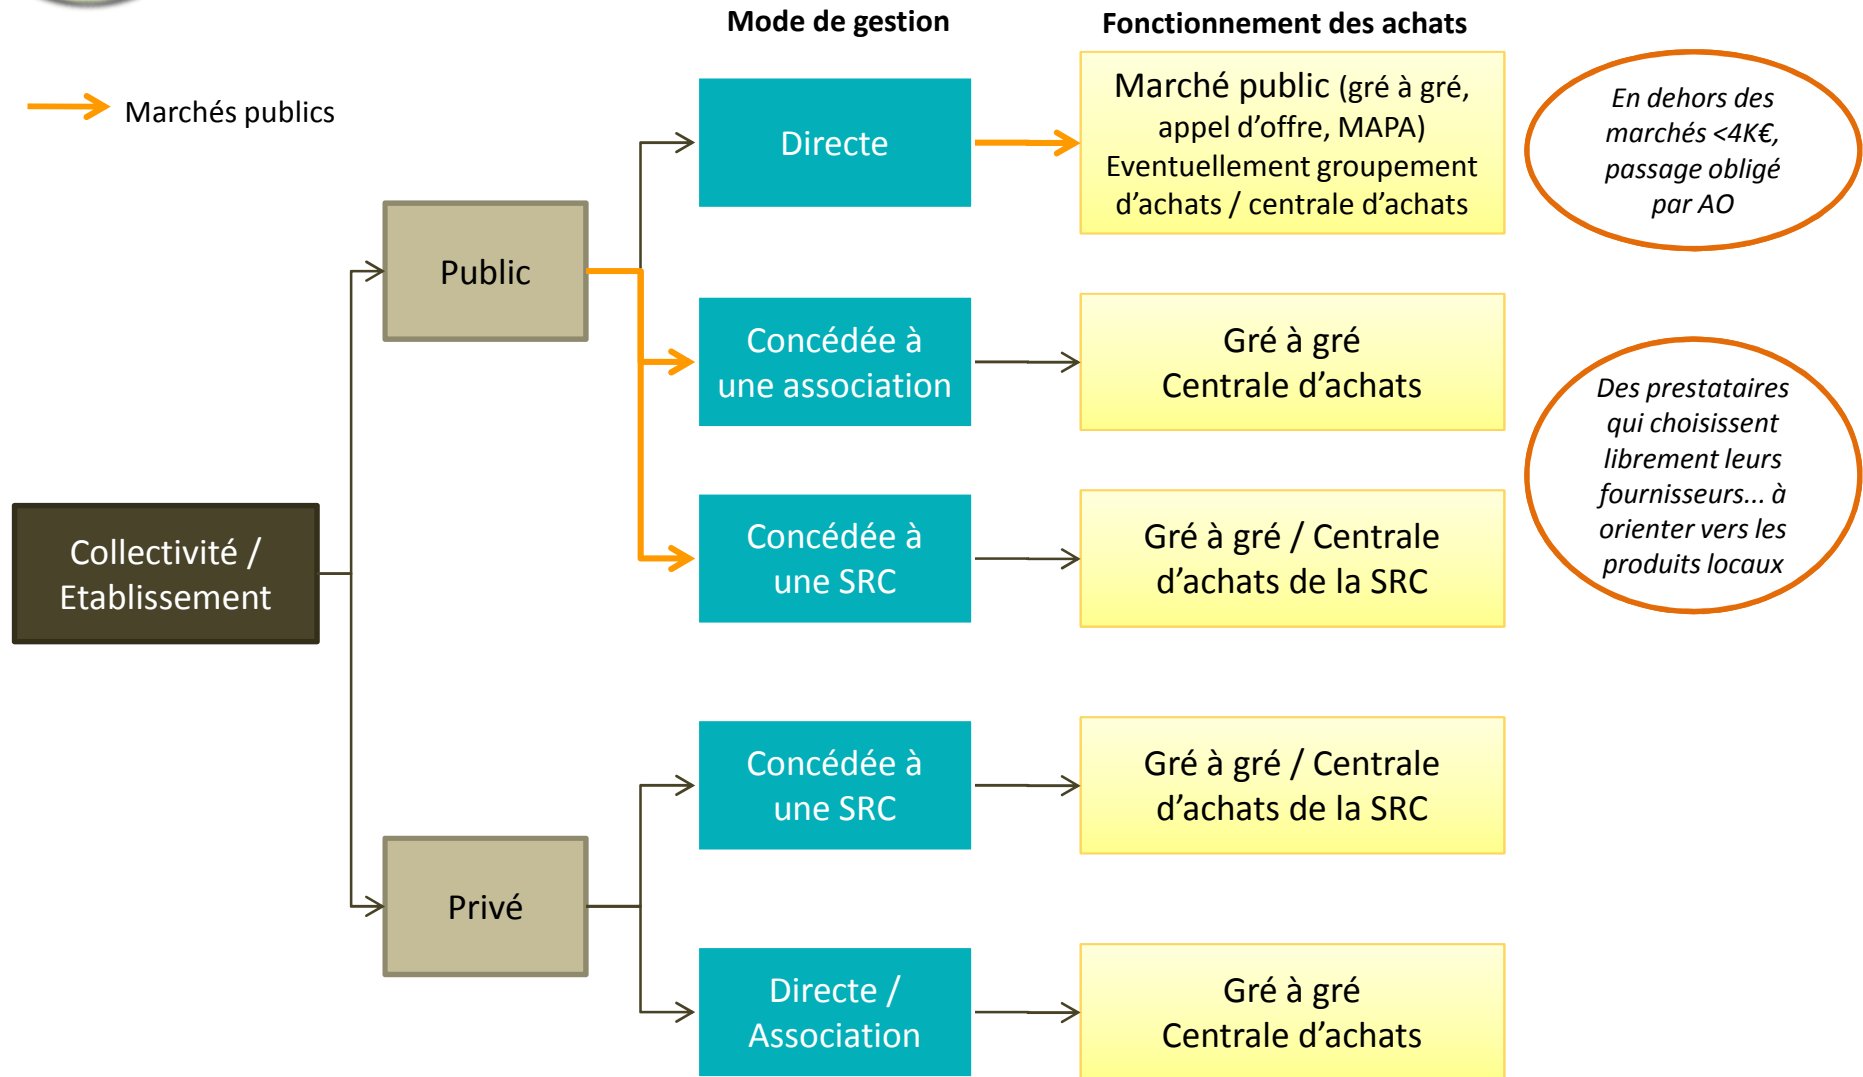 Mode de gestion
Fonctionnement des achats
Marchés publics
Directe
Marché public (gré à gré,
appel d’offre, MAPA)
Eventuellement groupement
d’achats / centrale d’achats
En dehors des
marchés <4K€,
passage obligé
par AO
Public
Concédée à
une association
Gré à gré
Centrale d’achats
Des prestataires
qui choisissent
librement leurs
fournisseurs... à
orienter vers les
produits locaux
Concédée à
une SRC
Gré à gré / Centrale
d’achats de la SRC
Collectivité /
Etablissement
Concédée à
une SRC
Gré à gré / Centrale
d’achats de la SRC
Privé
Directe /
Association
Gré à gré
Centrale d’achats